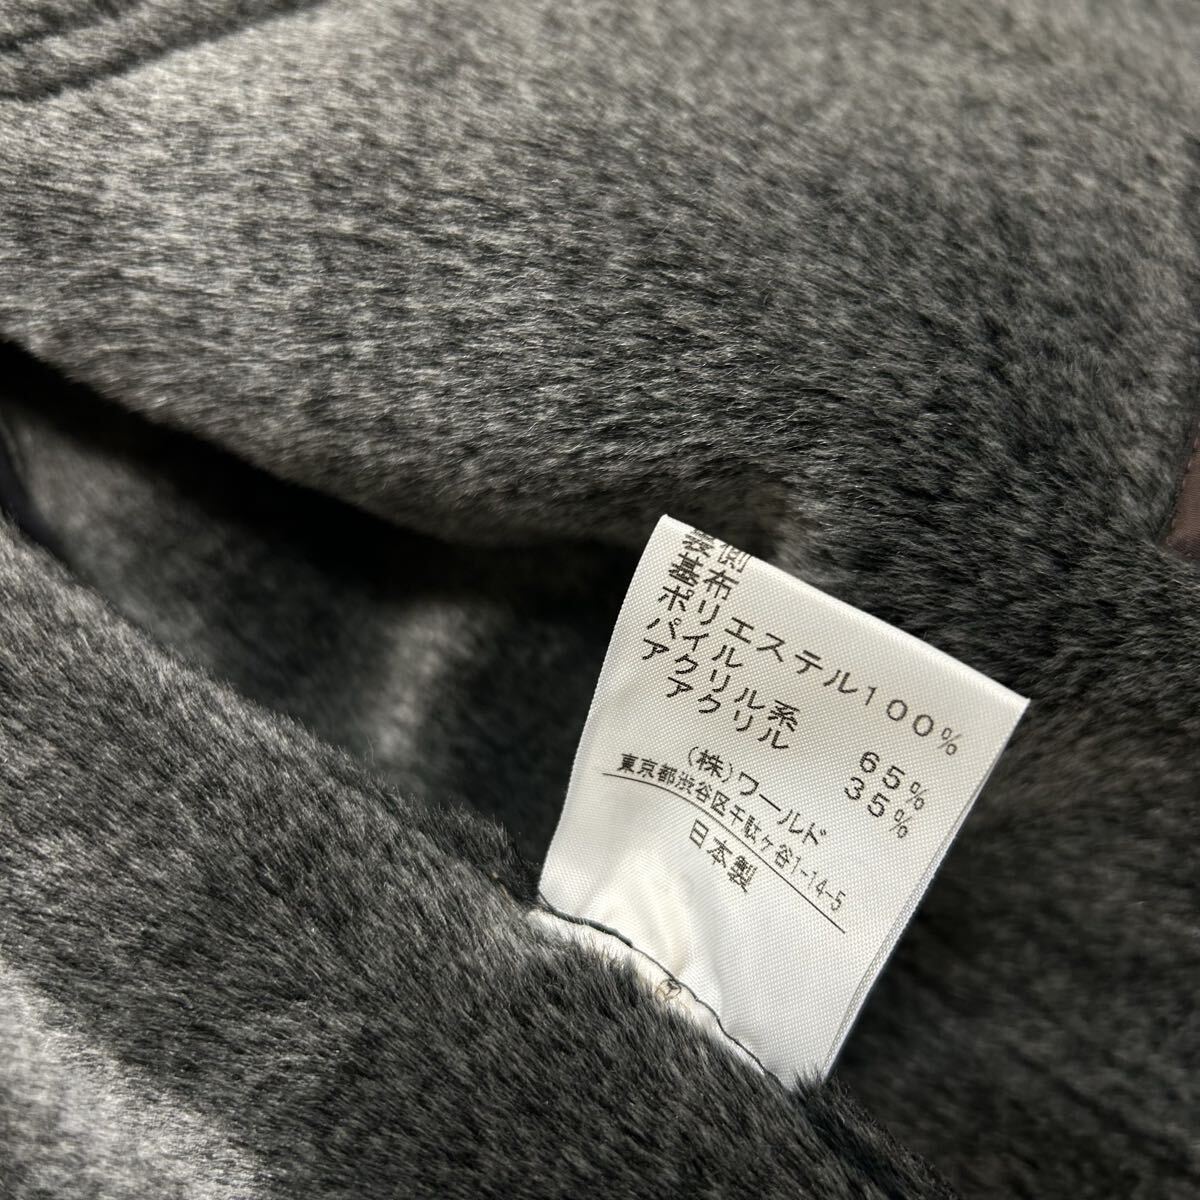 基布
ポリエステル100%
パイル
アクリル系 65%
アクリル 35%
(株)ワールド
東京都渋谷区千駄ヶ谷1-14-5
日本製